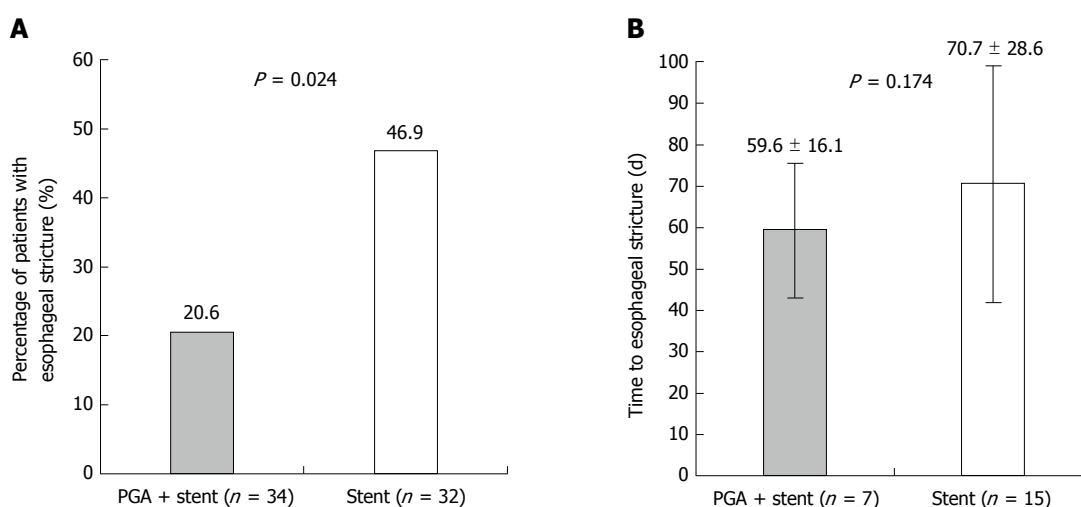 A
Percentage of patients with
esophageal stricture (%)
60
50
40
30
20
10
0
P = 0.024
20.6
46.9
PGA + stent (n = 34)
Stent (n = 32)
B
Time to esophageal stricture (d)
100
90
80
70
60
50
40
30
20
10
0
70.7 ± 28.6
P = 0.174
59.6 ± 16.1
PGA + stent (n = 7)
Stent (n = 15)